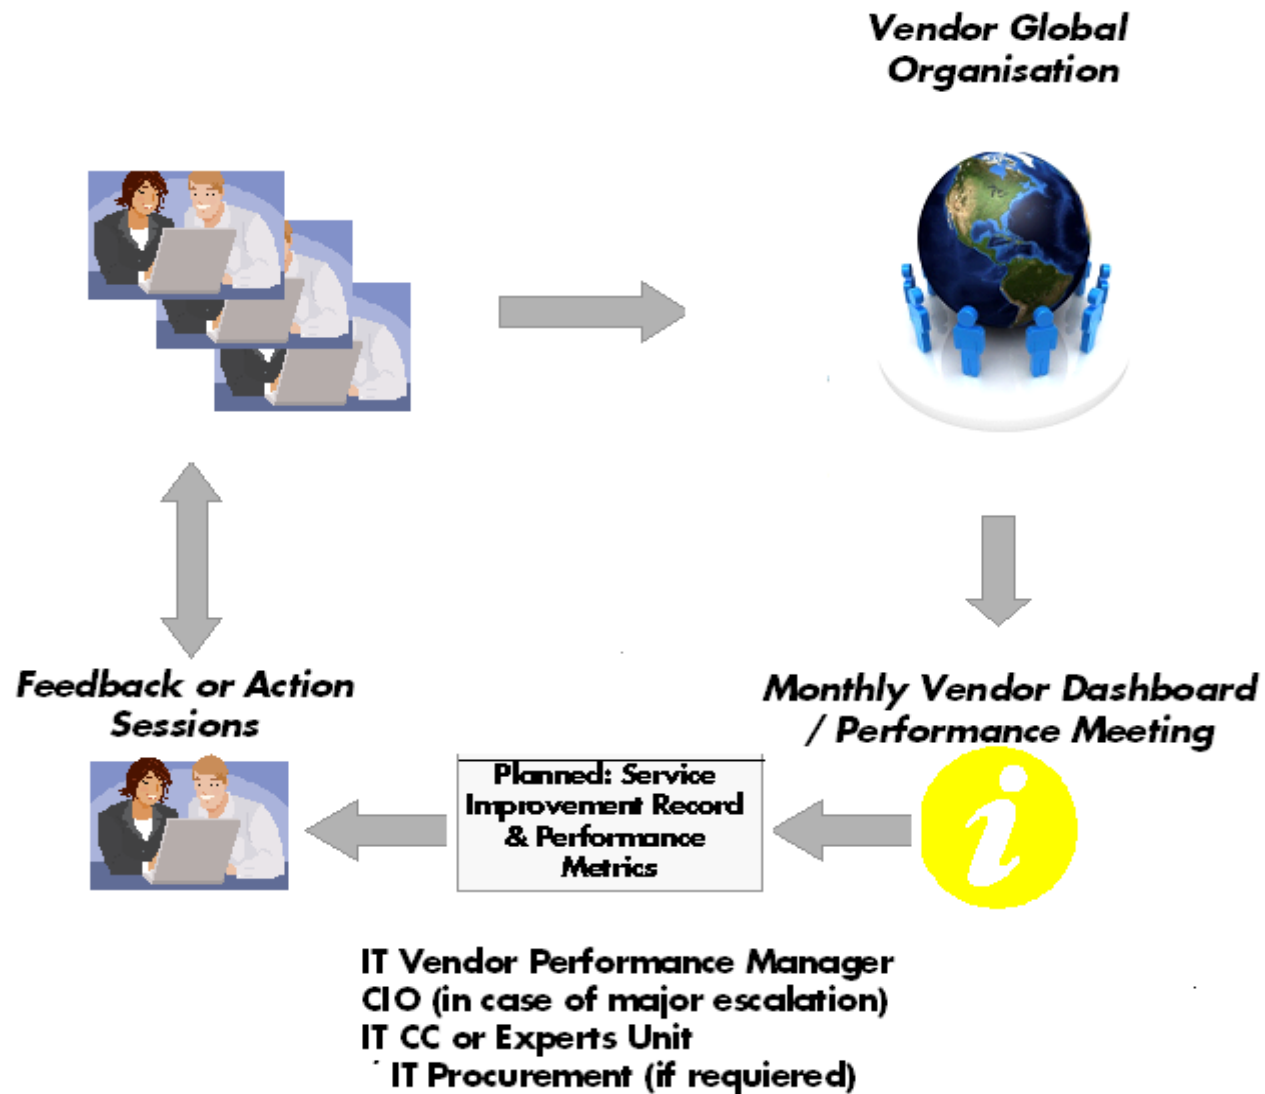 Vendor Global
Organisation
Feedback or Action
Sessions
Monthly Vendor Dashboard
/ Performance Meeting
Planned: Service
Improvement Record
& Performance
Metrics
i
IT Vendor Performance Manager
CIO (in case of major escalation)
IT CC or Experts Unit
IT Procurement (if requiered)